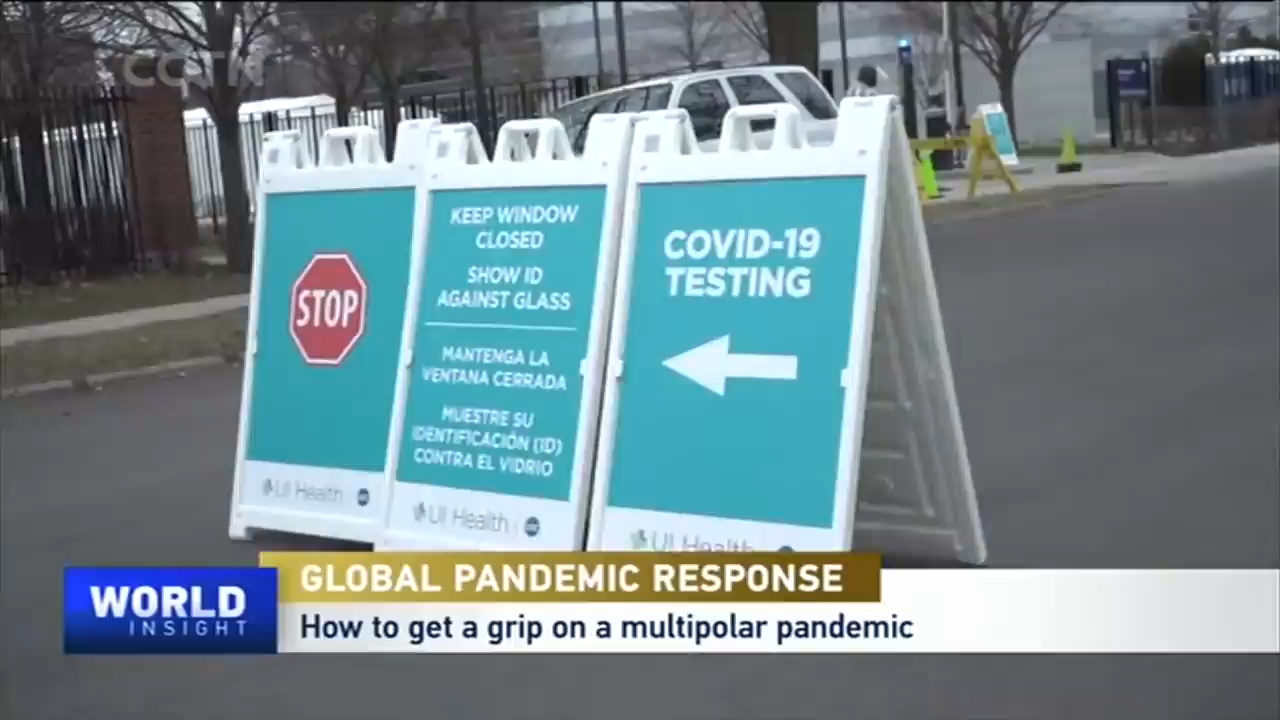 CGTN
STOP
KEEP WINDOW
CLOSED
SHOW ID
AGAINST GLASS
MANTENGA LA
VENTANA CERRADA
MUESTRE SU
IDENTIFICACIÓN (ID)
CONTRA EL VIDRIO
COVID-19
TESTING
UI Health
UI Health
UI Health
GLOBAL PANDEMIC RESPONSE
WORLD
INSIGHT
How to get a grip on a multipolar pandemic